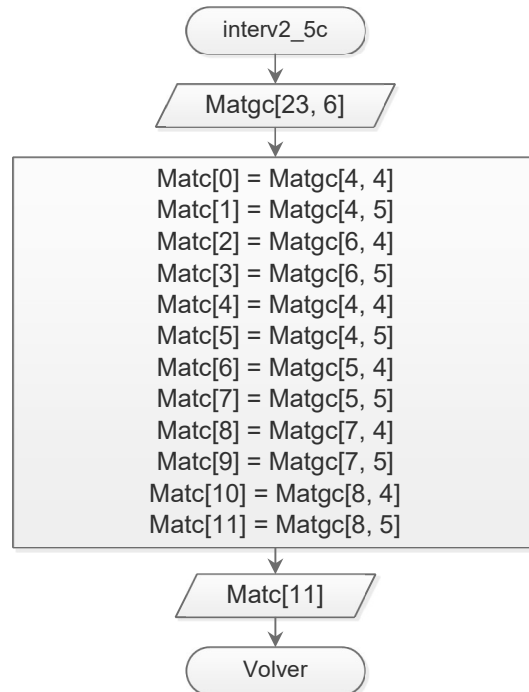 interv2_5c
Matgc[23, 6]
Matc[0] = Matgc[4, 4]
Matc[1] = Matgc[4, 5]
Matc[2] = Matgc[6, 4]
Matc[3] = Matgc[6, 5]
Matc[4] = Matgc[4, 4]
Matc[5] = Matgc[4, 5]
Matc[6] = Matgc[5, 4]
Matc[7] = Matgc[5, 5]
Matc[8] = Matgc[7, 4]
Matc[9] = Matgc[7, 5]
Matc[10] = Matgc[8, 4]
Matc[11] = Matgc[8, 5]
Matc[11]
Volver